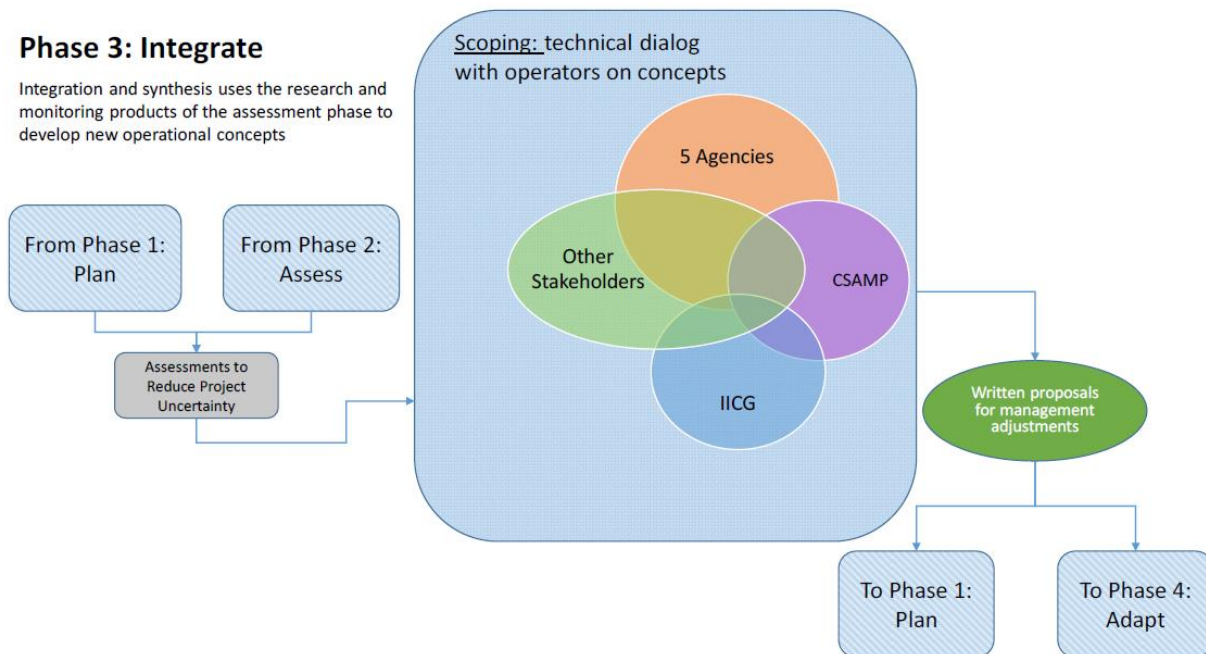 Phase 3: Integrate
Integration and synthesis uses the research and
monitoring products of the assessment phase to
develop new operational concepts
Scoping: technical dialog
with operators on concepts
5 Agencies
Other
Stakeholders
CSAMP
IICG
From Phase 1:
Plan
From Phase 2:
Assess
Assessments to
Reduce Project
Uncertainty
Written proposals
for management
adjustments
To Phase 1:
Plan
To Phase 4:
Adapt